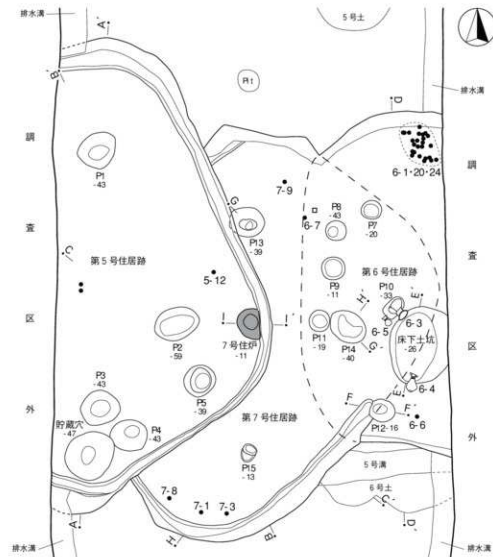 排水溝
5号土
A'
B'
Pit
排水溝
D
調査区外
P1
-43
6-1・20・24
調査区外
7-9
G
P8
-43
6-7
P7
-20
P13
-39
C
第5号住居跡
5-12
第6号住居跡
P9
-11
P10
-33
E'
H'
6-3
6-5
I
I'
7号住炉
-11
P11
-19
P14
-40
床下土坑
-26
G'
P2
-59
A
6-4
E
P3
-43
P5
-39
第7号住居跡
F
F'
P12-16
6-6
貯蔵穴
-47
P4
-43
P15
-13
5号溝
6号土
7-8
7-1
7-3
C'
A
H
B
D'
排水溝
排水溝